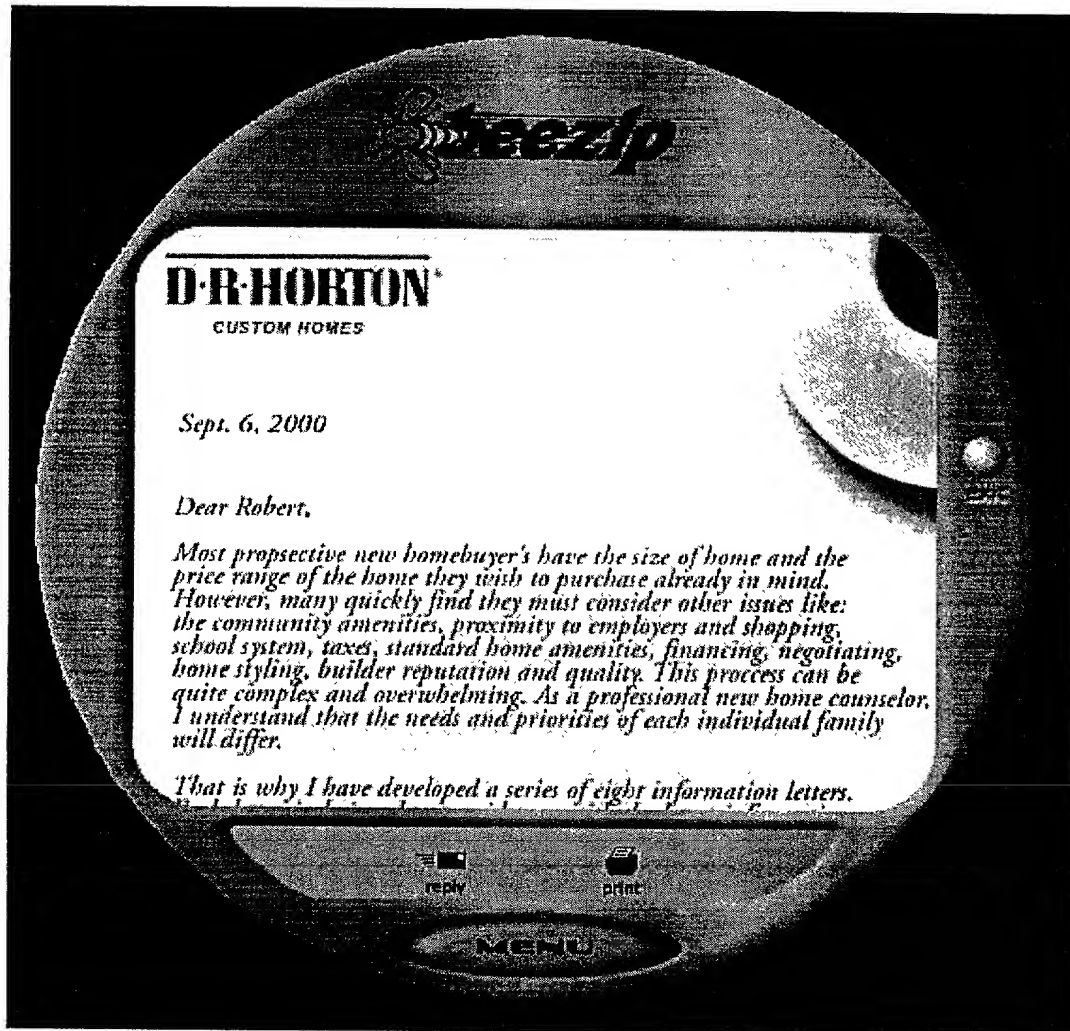 beezip
D·R·HORTON®
CUSTOM HOMES
Sept. 6, 2000
Dear Robert,
Most propsective new homebuyer's have the size of home and the
price range of the home they wish to purchase already in mind.
However, many quickly find they must consider other issues like:
the community amenities, proximity to employers and shopping,
school system, taxes, standard home amenities, financing, negotiating,
home styling, builder reputation and quality. This proccess can be
quite complex and overwhelming. As a professional new home counselor,
I understand that the needs and priorities of each individual family
will differ.
That is why I have developed a series of eight information letters.
reply
print
MENU